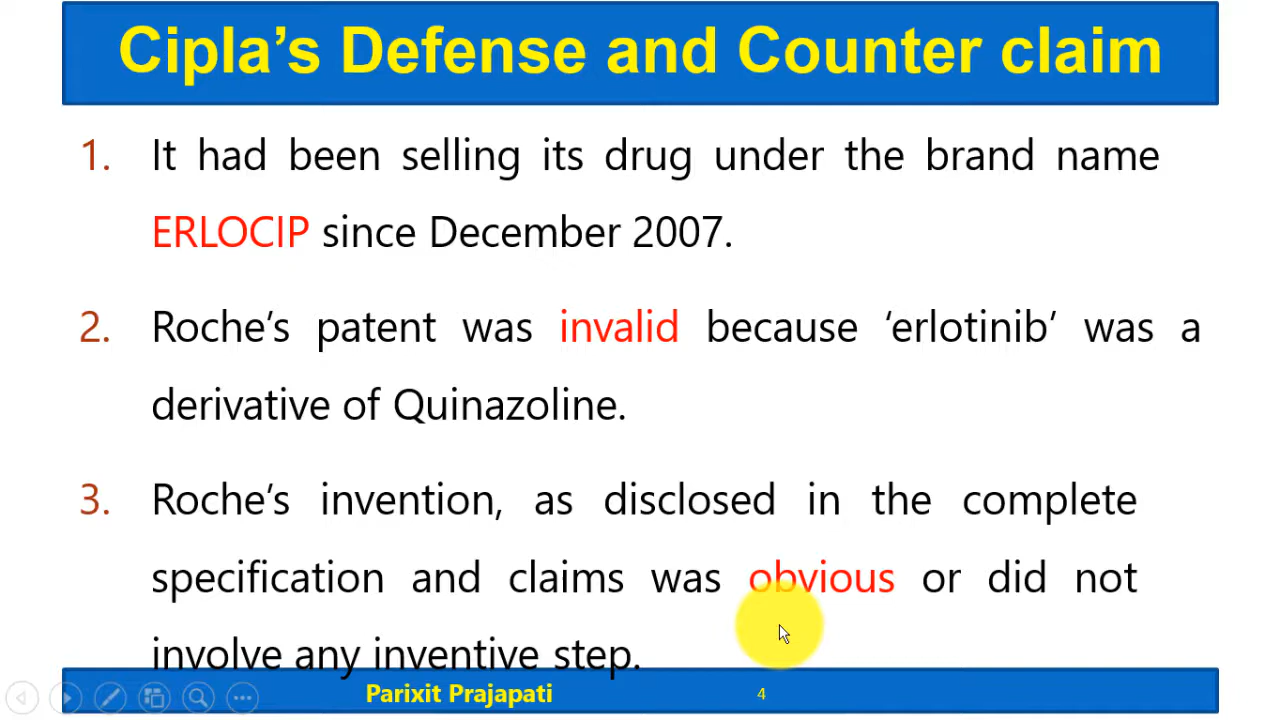 Cipla’s Defense and Counter claim
1. It had been selling its drug under the brand name
ERLOCIP since December 2007.
2. Roche’s patent was invalid because ‘erlotinib’ was a
derivative of Quinazoline.
3. Roche’s invention, as disclosed in the complete
specification and claims was obvious or did not
involve any inventive step.
Parixit Prajapati 4